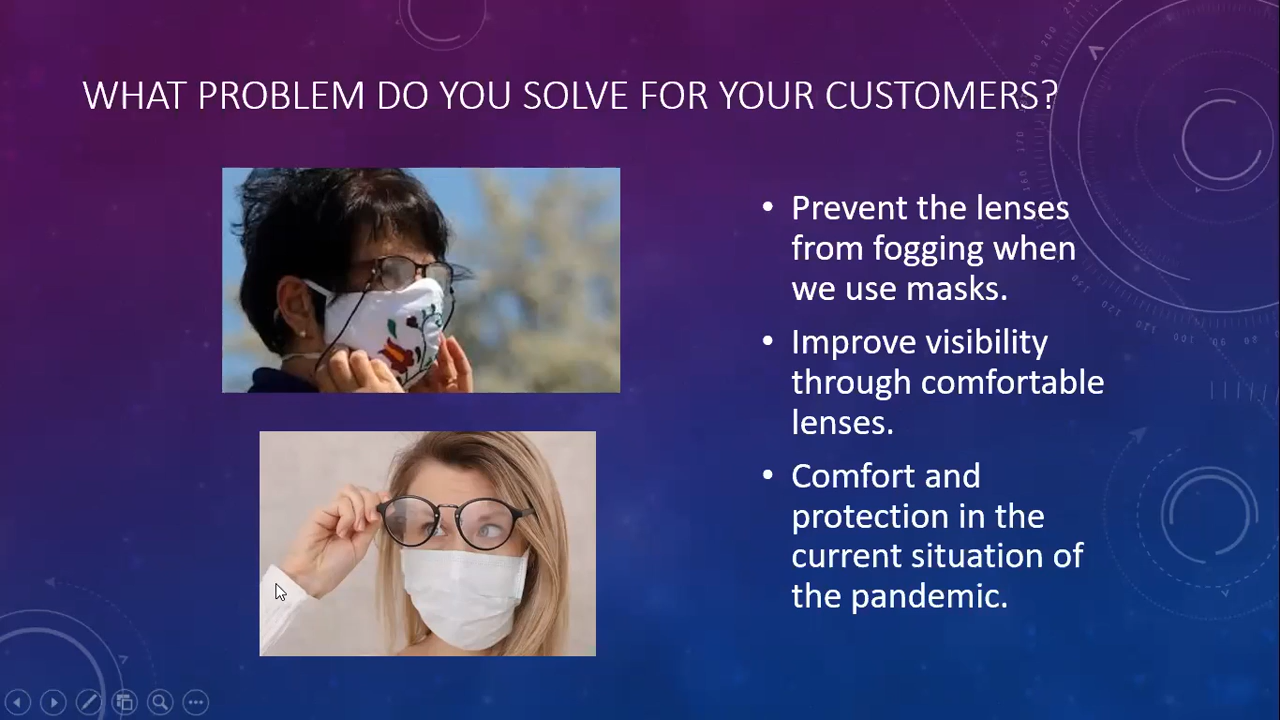 WHAT PROBLEM DO YOU SOLVE FOR YOUR CUSTOMERS?
• Prevent the lenses
from fogging when
we use masks.
• Improve visibility
through comfortable
lenses.
• Comfort and
protection in the
current situation of
the pandemic.